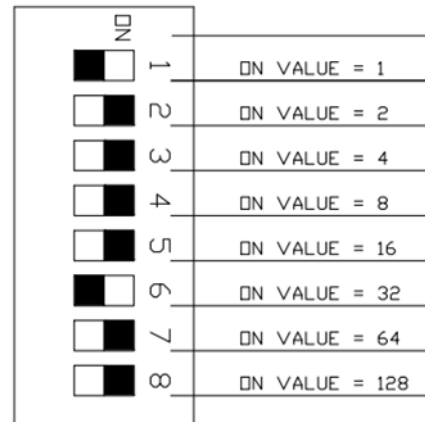 ON
1 ON VALUE = 1
2 ON VALUE = 2
3 ON VALUE = 4
4 ON VALUE = 8
5 ON VALUE = 16
6 ON VALUE = 32
7 ON VALUE = 64
8 ON VALUE = 128